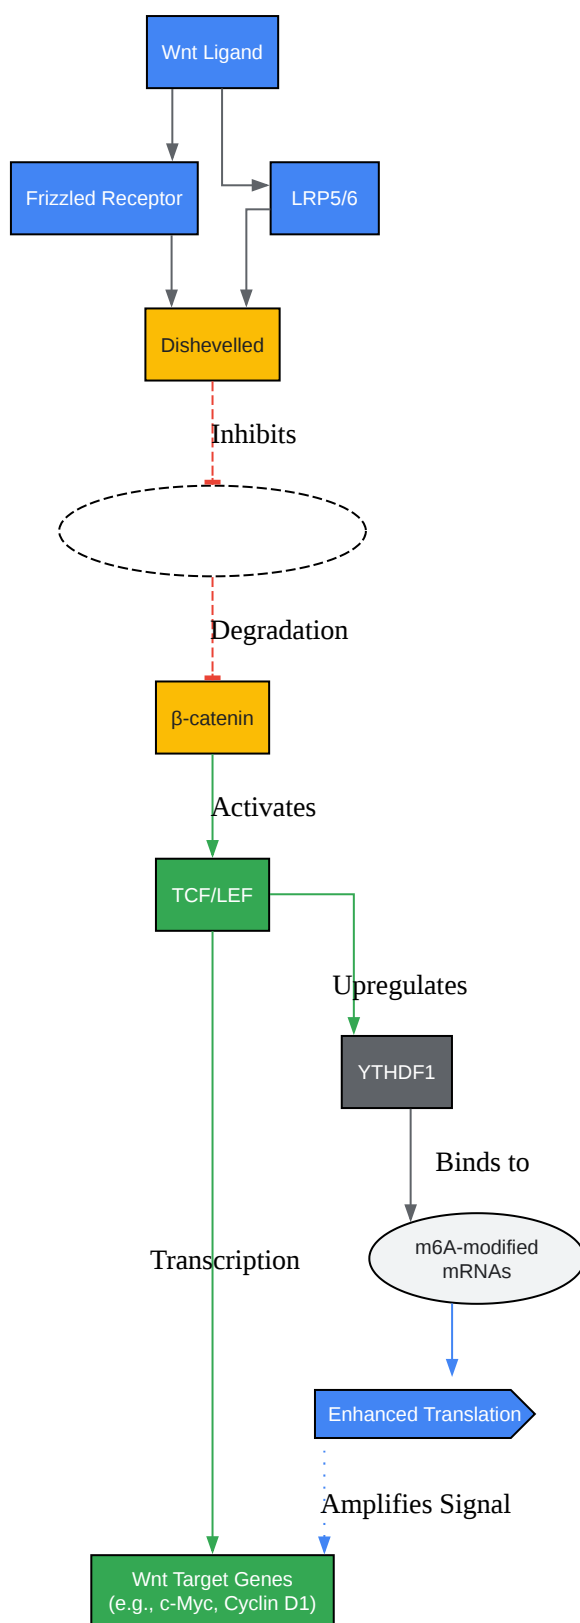 Wnt Ligand
Frizzled Receptor
LRP5/6
Dishevelled
Inhibits
Degradation
β-catenin
Activates
TCF/LEF
Upregulates
YTHDF1
Binds to
m6A-modified
mRNAs
Transcription
Enhanced Translation
Amplifies Signal
Wnt Target Genes
(e.g., c-Myc, Cyclin D1)